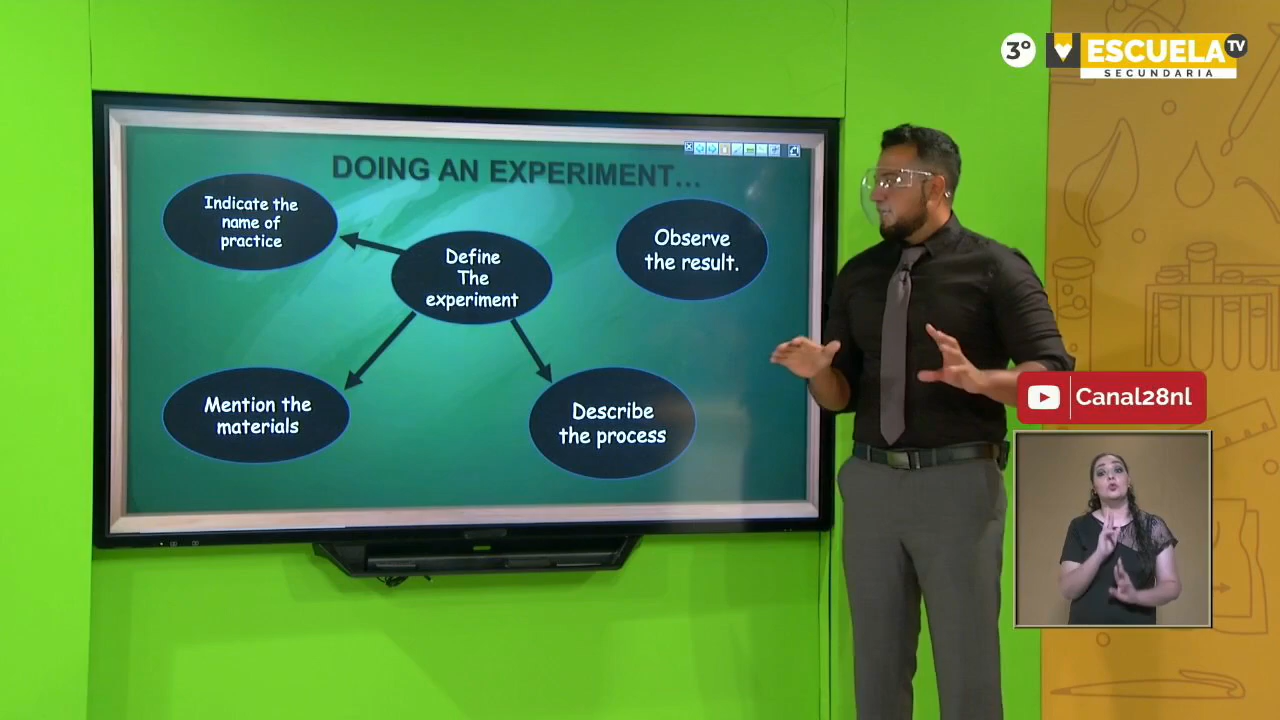 3º
ESCUELA TV
SECUNDARIA
DOING AN EXPERIMENT...
Indicate the
name of
practice
Define
The
experiment
Observe
the result.
Mention the
materials
Describe
the process
Canal28nl